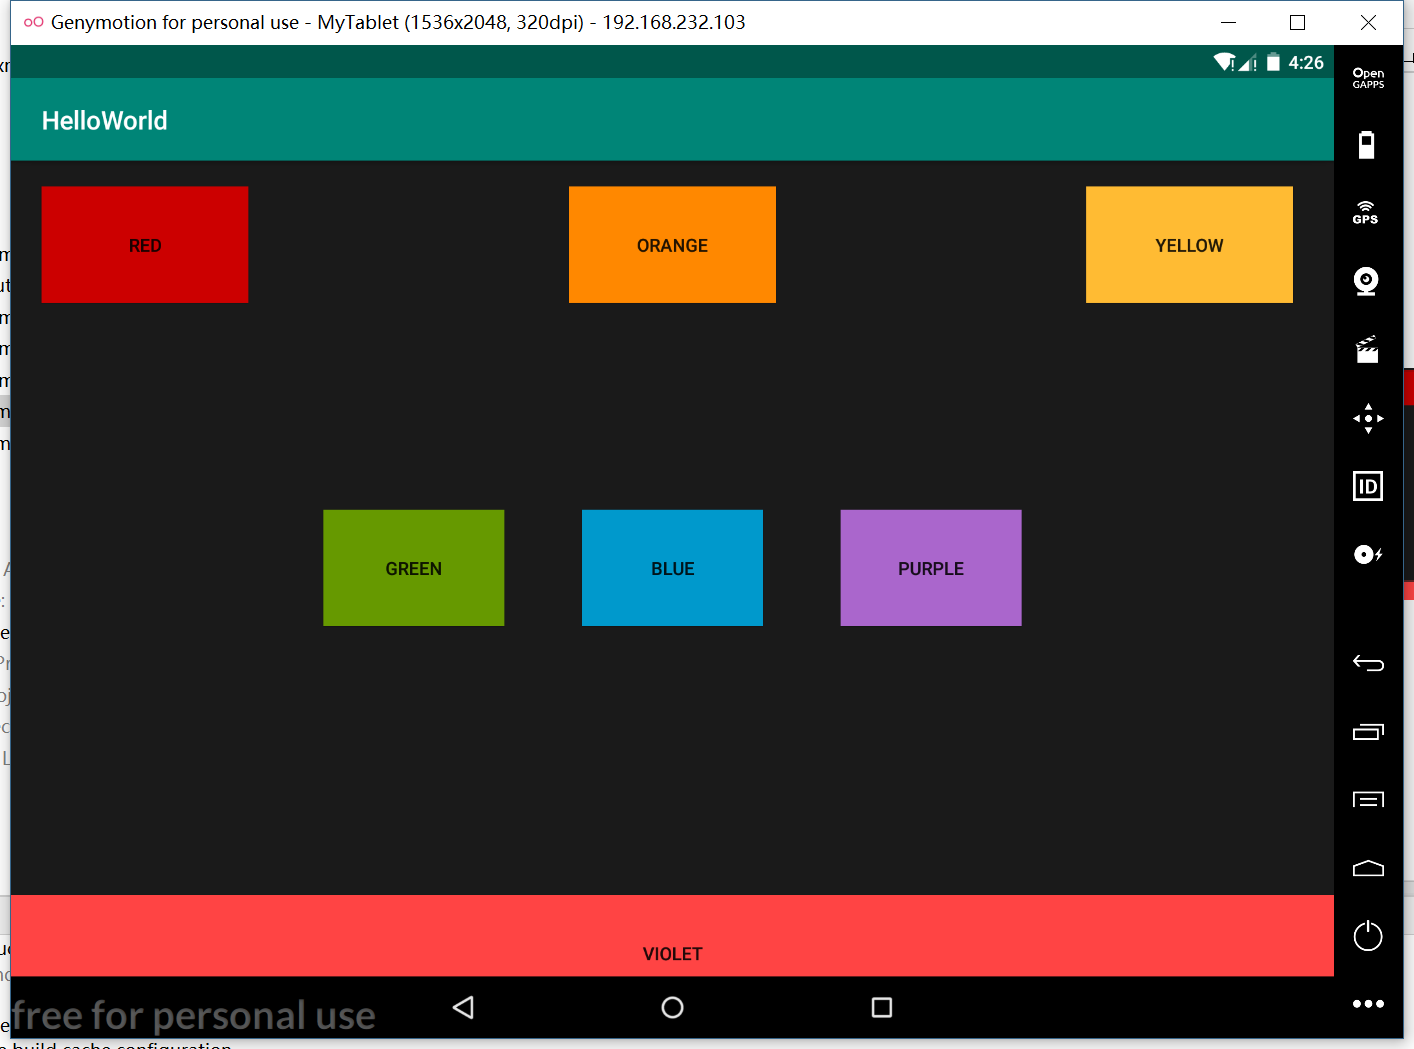 Genymotion for personal use - MyTablet (1536x2048, 320dpi) - 192.168.232.103
4:26
Open
GAPPS
HelloWorld
GPS
RED
ORANGE
YELLOW
ID
GREEN
BLUE
PURPLE
VIOLET
free for personal use
build cache configuration